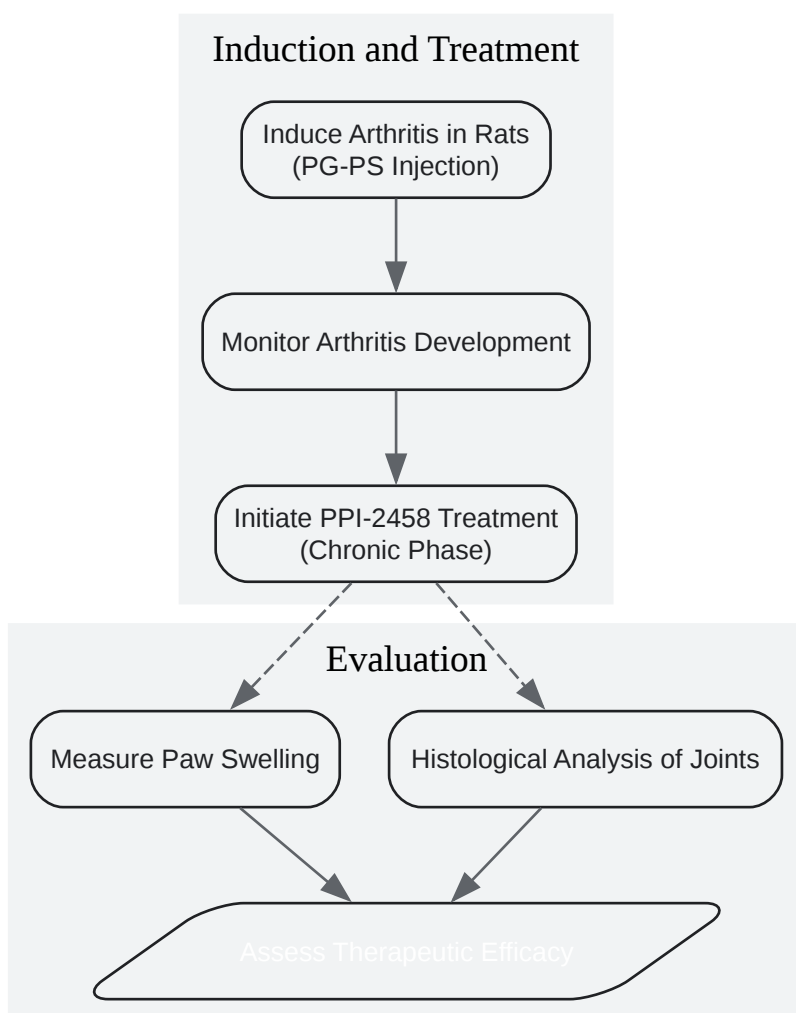 Induction and Treatment
Induce Arthritis in Rats
(PG-PS Injection)
Monitor Arthritis Development
Initiate PPI-2458 Treatment
(Chronic Phase)
Evaluation
Measure Paw Swelling
Histological Analysis of Joints
Assess Therapeutic Efficacy